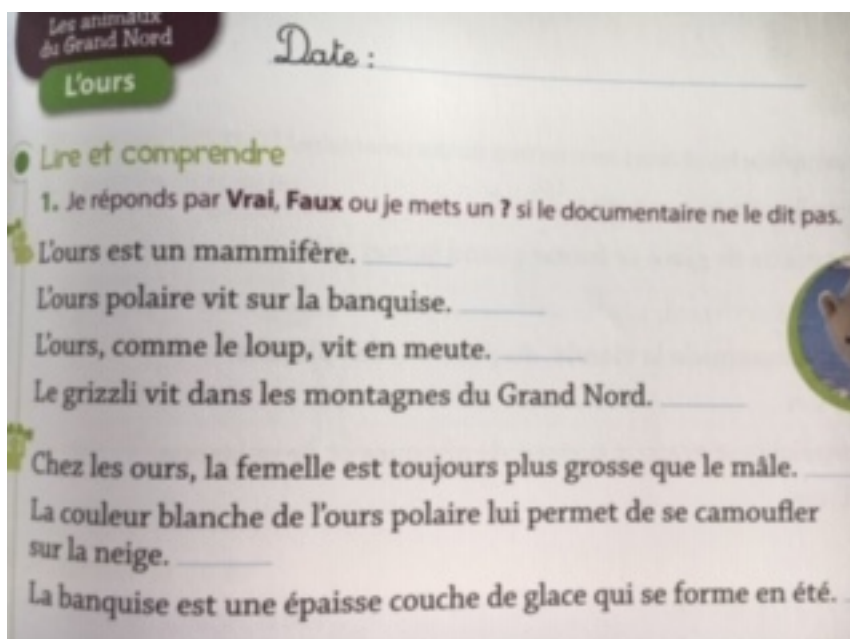 Les animaux
du Grand Nord
L'ours
Date :
Lire et comprendre
1. Je réponds par Vrai, Faux ou je mets un ? si le documentaire ne le dit pas.
L'ours est un mammifère.
L'ours polaire vit sur la banquise.
L'ours, comme le loup, vit en meute.
Le grizzli vit dans les montagnes du Grand Nord.
Chez les ours, la femelle est toujours plus grosse que le mâle.
La couleur blanche de l'ours polaire lui permet de se camoufler
sur la neige.
La banquise est une épaisse couche de glace qui se forme en été.